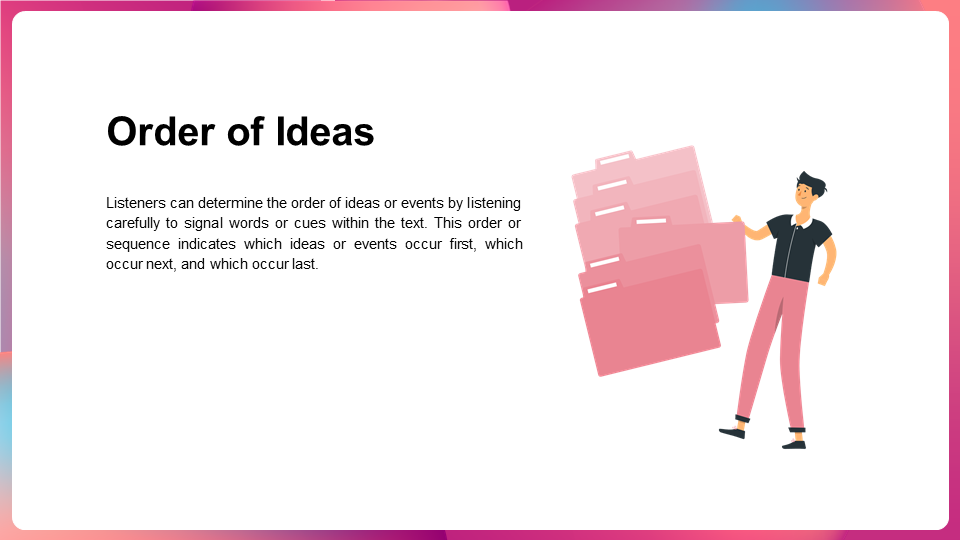 Order of Ideas
Listeners can determine the order of ideas or events by listening
carefully to signal words or cues within the text. This order or
sequence indicates which ideas or events occur first, which
occur next, and which occur last.